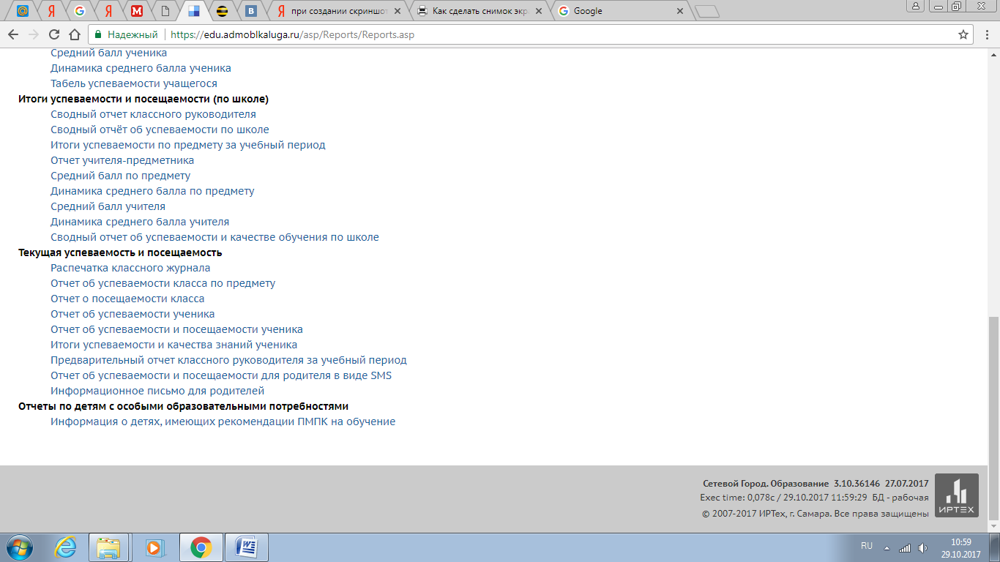 при создании скриншот
Как сделать снимок экр
Google
Надежный
https://edu.admoblkaluga.ru/asp/Reports/Reports.asp
Средний балл ученика
Динамика среднего балла ученика
Табель успеваемости учащегося
Итоги успеваемости и посещаемости (по школе)
Сводный отчет классного руководителя
Сводный отчёт об успеваемости по школе
Итоги успеваемости по предмету за учебный период
Отчет учителя-предметника
Средний балл по предмету
Динамика среднего балла по предмету
Средний балл учителя
Динамика среднего балла учителя
Сводный отчет об успеваемости и качестве обучения по школе
Текущая успеваемость и посещаемость
Распечатка классного журнала
Отчет об успеваемости класса по предмету
Отчет о посещаемости класса
Отчет об успеваемости ученика
Отчет об успеваемости и посещаемости ученика
Итоги успеваемости и качества знаний ученика
Предварительный отчет классного руководителя за учебный период
Отчет об успеваемости и посещаемости для родителя в виде SMS
Информационное письмо для родителей
Отчеты по детям с особыми образовательными потребностями
Информация о детях, имеющих рекомендации ПМПК на обучение
Сетевой Город. Образование 3.10.36146 27.07.2017
Exec time: 0,078с / 29.10.2017 11:59:29 БД - рабочая
© 2007-2017 ИРТех, г. Самара. Все права защищены
ИРТЕХ
RU
10:59
29.10.2017